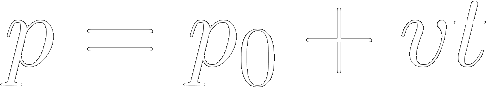 p = p₀ + vt